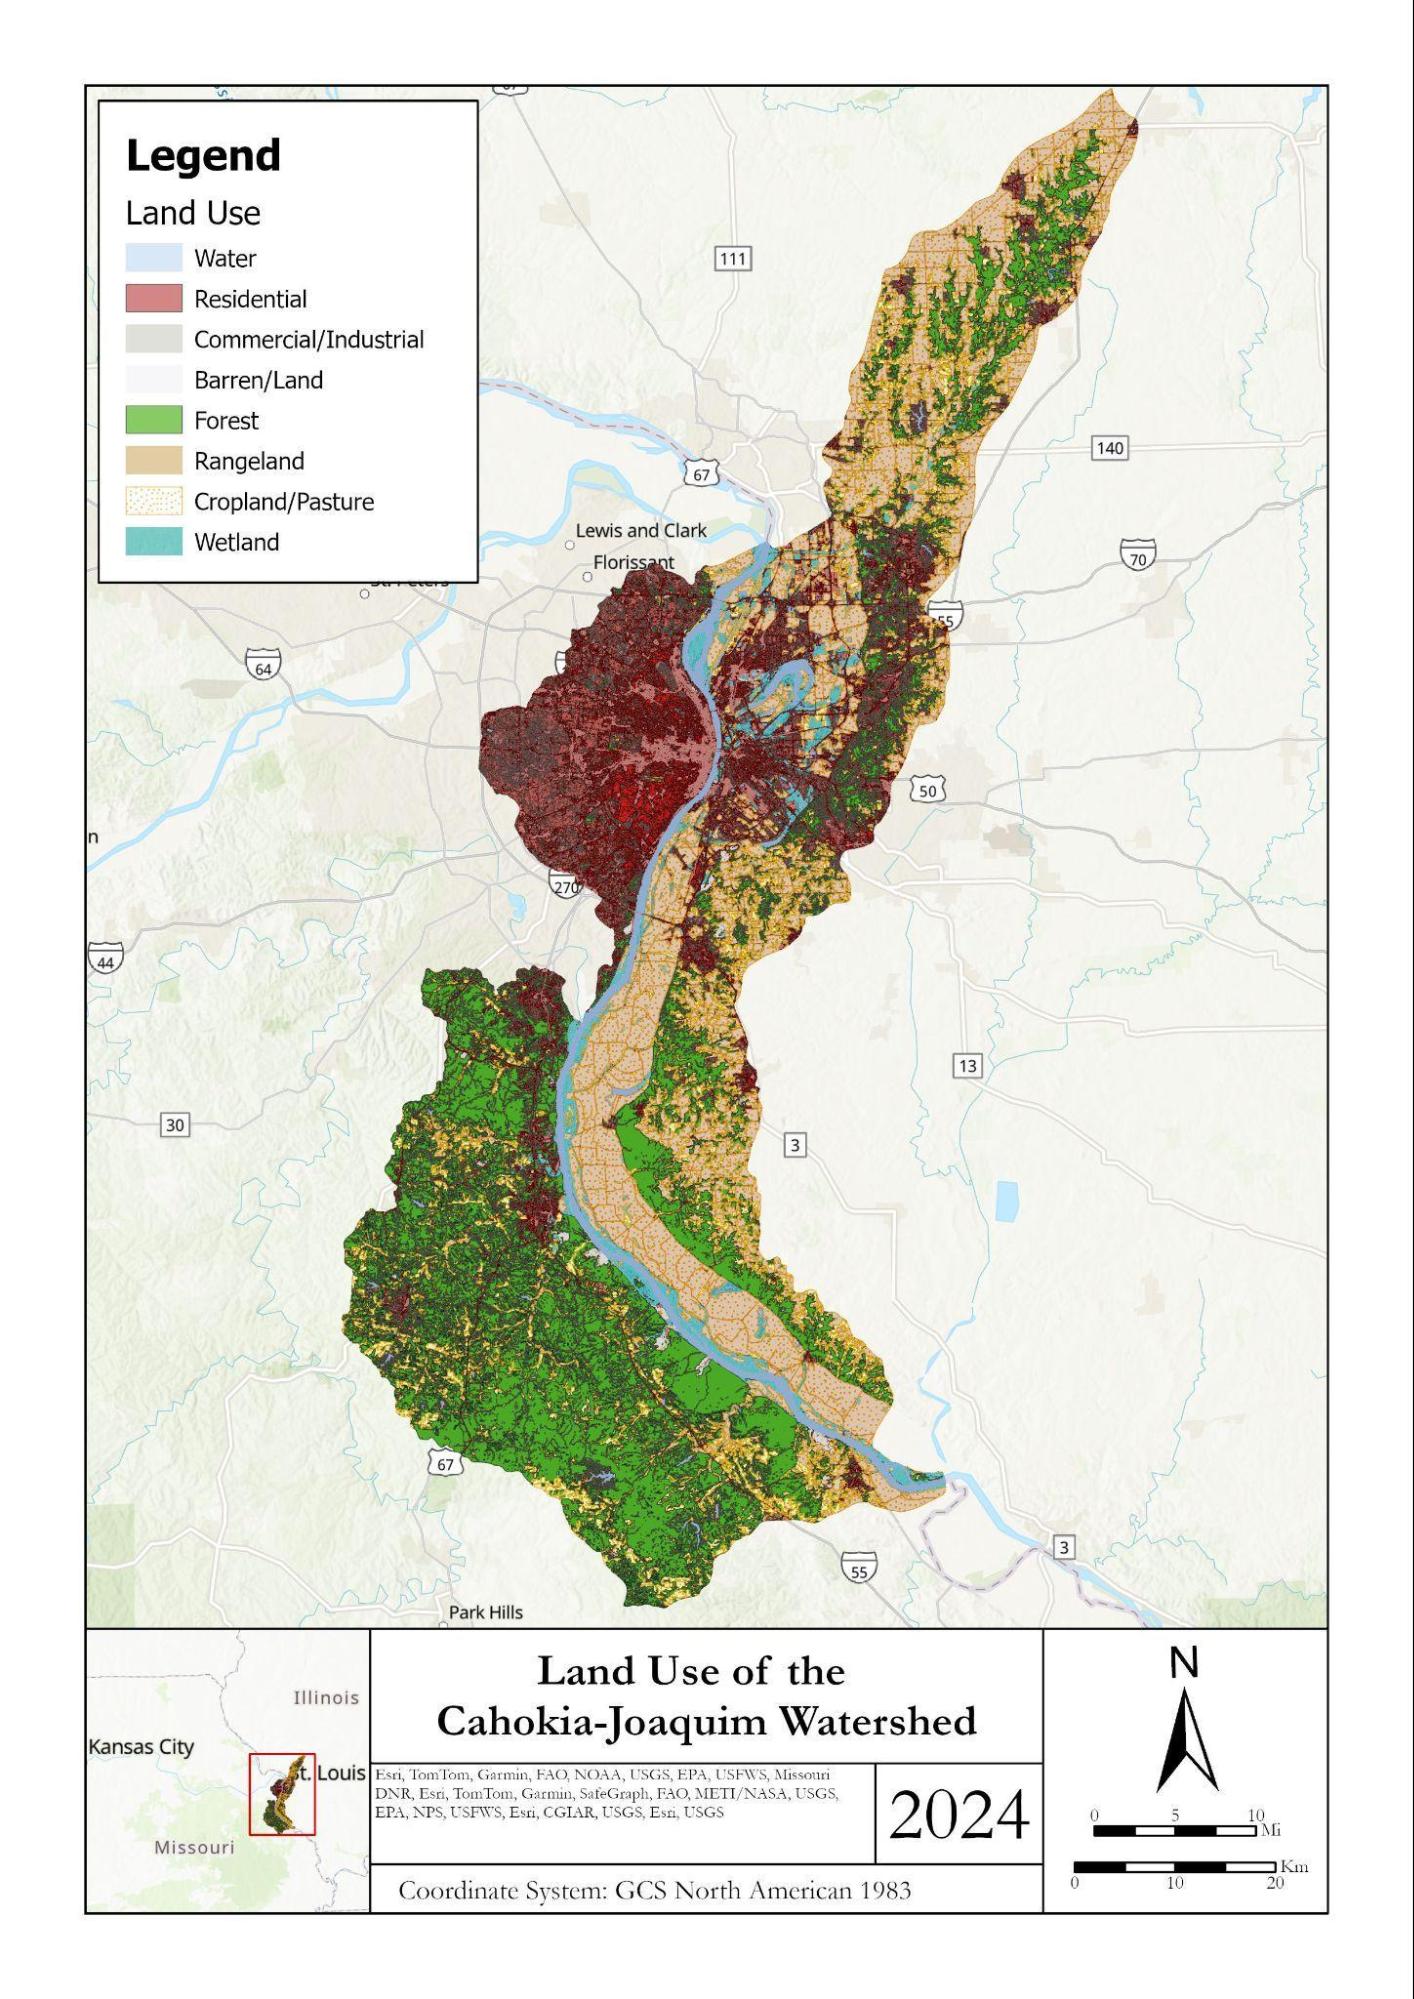 Legend
Land Use
Water
Residential
Commercial/Industrial
Barren/Land
Forest
Rangeland
Cropland/Pasture
Wetland
111
140
67
Lewis and Clark
Florissant
70
55
64
50
270
44
n
13
30
3
67
3
55
Park Hills
Illinois
Kansas City
St. Louis
Missouri
Land Use of the
Cahokia-Joaquim Watershed
Esri, TomTom, Garmin, FAO, NOAA, USGS, EPA, USFWS, Missouri
DNR, Esri, TomTom, Garmin, SafeGraph, FAO, METI/NASA, USGS,
EPA, NPS, USFWS, Esri, CGIAR, USGS, Esri, USGS
2024
Coordinate System: GCS North American 1983
N
0 5 10
Mi
Km
0 10 20